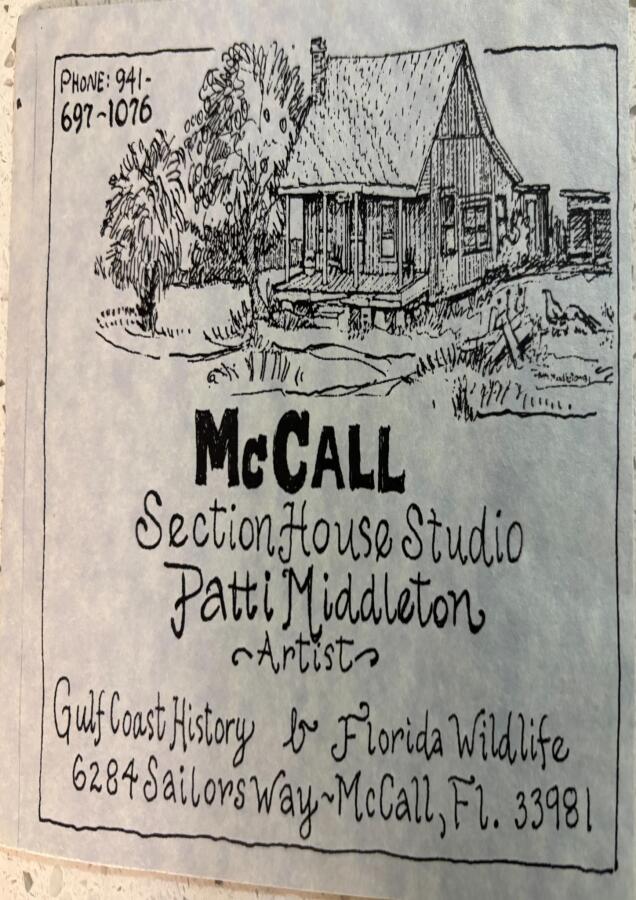 PHONE: 941-
697~1076
McCALL
Section House Studio
Patti Middleton
~Artist~
Gulf Coast History & Florida Wildlife
6284 Sailors Way~McCall, Fl. 33981